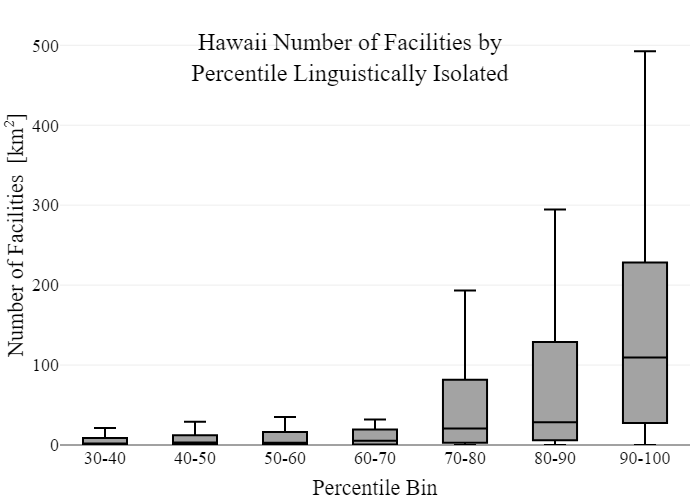 Hawaii Number of Facilities by
Percentile Linguistically Isolated
Number of Facilities [km²]
500
400
300
200
100
0
30-40 40-50 50-60 60-70 70-80 80-90 90-100
Percentile Bin